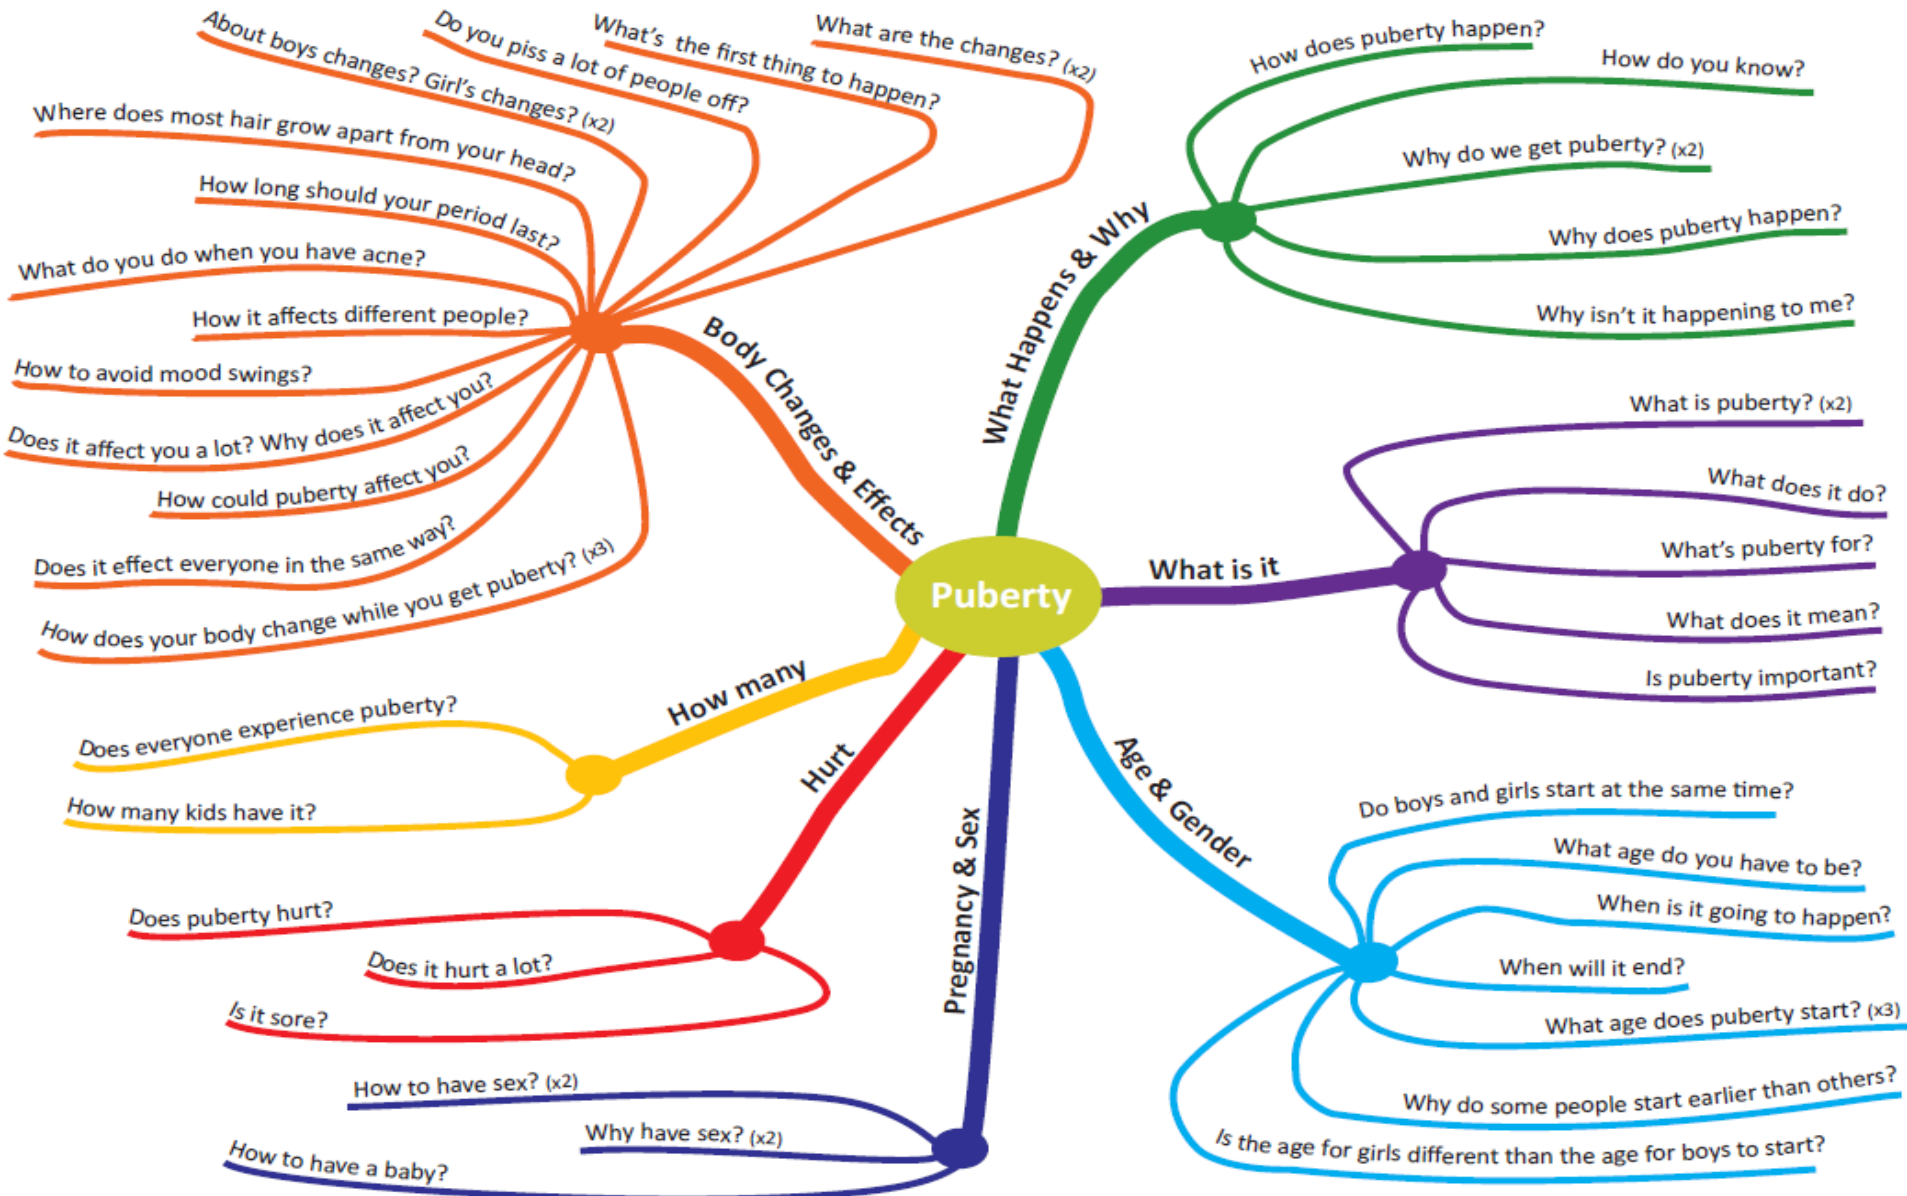 Puberty
Body Changes & Effects
What are the changes? (x2)
What's the first thing to happen?
Do you piss a lot of people off?
About boys changes? Girl's changes? (x2)
Where does most hair grow apart from your head?
How long should your period last?
What do you do when you have acne?
How it affects different people?
How to avoid mood swings?
Does it affect you a lot? Why does it affect you?
How could puberty affect you?
Does it effect everyone in the same way?
How does your body change while you get puberty? (x3)
What Happens & Why
How does puberty happen?
How do you know?
Why do we get puberty? (x2)
Why does puberty happen?
Why isn't it happening to me?
What is it
What is puberty? (x2)
What does it do?
What's puberty for?
What does it mean?
Is puberty important?
Age & Gender
Do boys and girls start at the same time?
What age do you have to be?
When is it going to happen?
When will it end?
What age does puberty start? (x3)
Why do some people start earlier than others?
Is the age for girls different than the age for boys to start?
Pregnancy & Sex
How to have sex? (x2)
Why have sex? (x2)
How to have a baby?
Hurt
Does puberty hurt?
Does it hurt a lot?
Is it sore?
How many
Does everyone experience puberty?
How many kids have it?